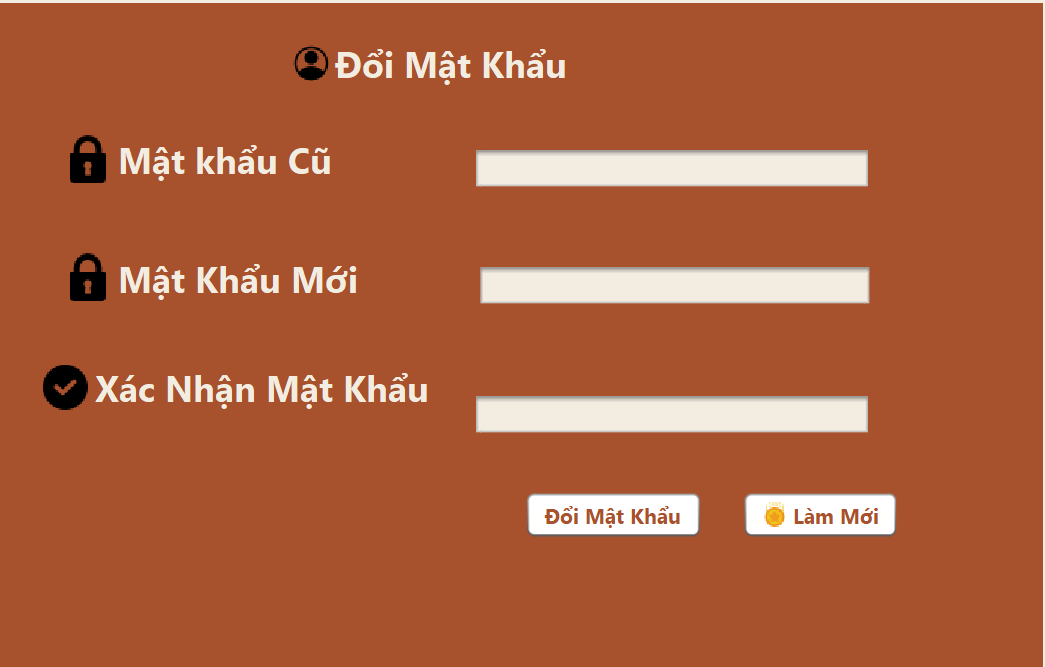 Đổi Mật Khẩu
Mật khẩu Cũ
Mật Khẩu Mới
Xác Nhận Mật Khẩu
Đổi Mật Khẩu
Làm Mới